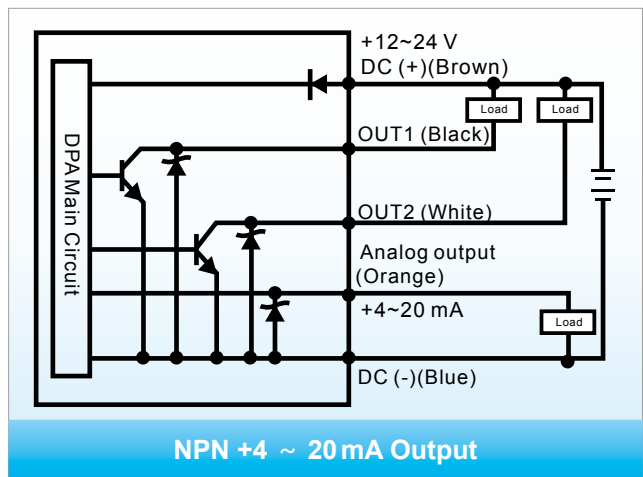 +12~24 V
DC (+)(Brown)
Load
Load
OUT1 (Black)
DPA Main Circuit
OUT2 (White)
Analog output
(Orange)
+4~20 mA
Load
DC (-)(Blue)
NPN +4 ~ 20 mA Output